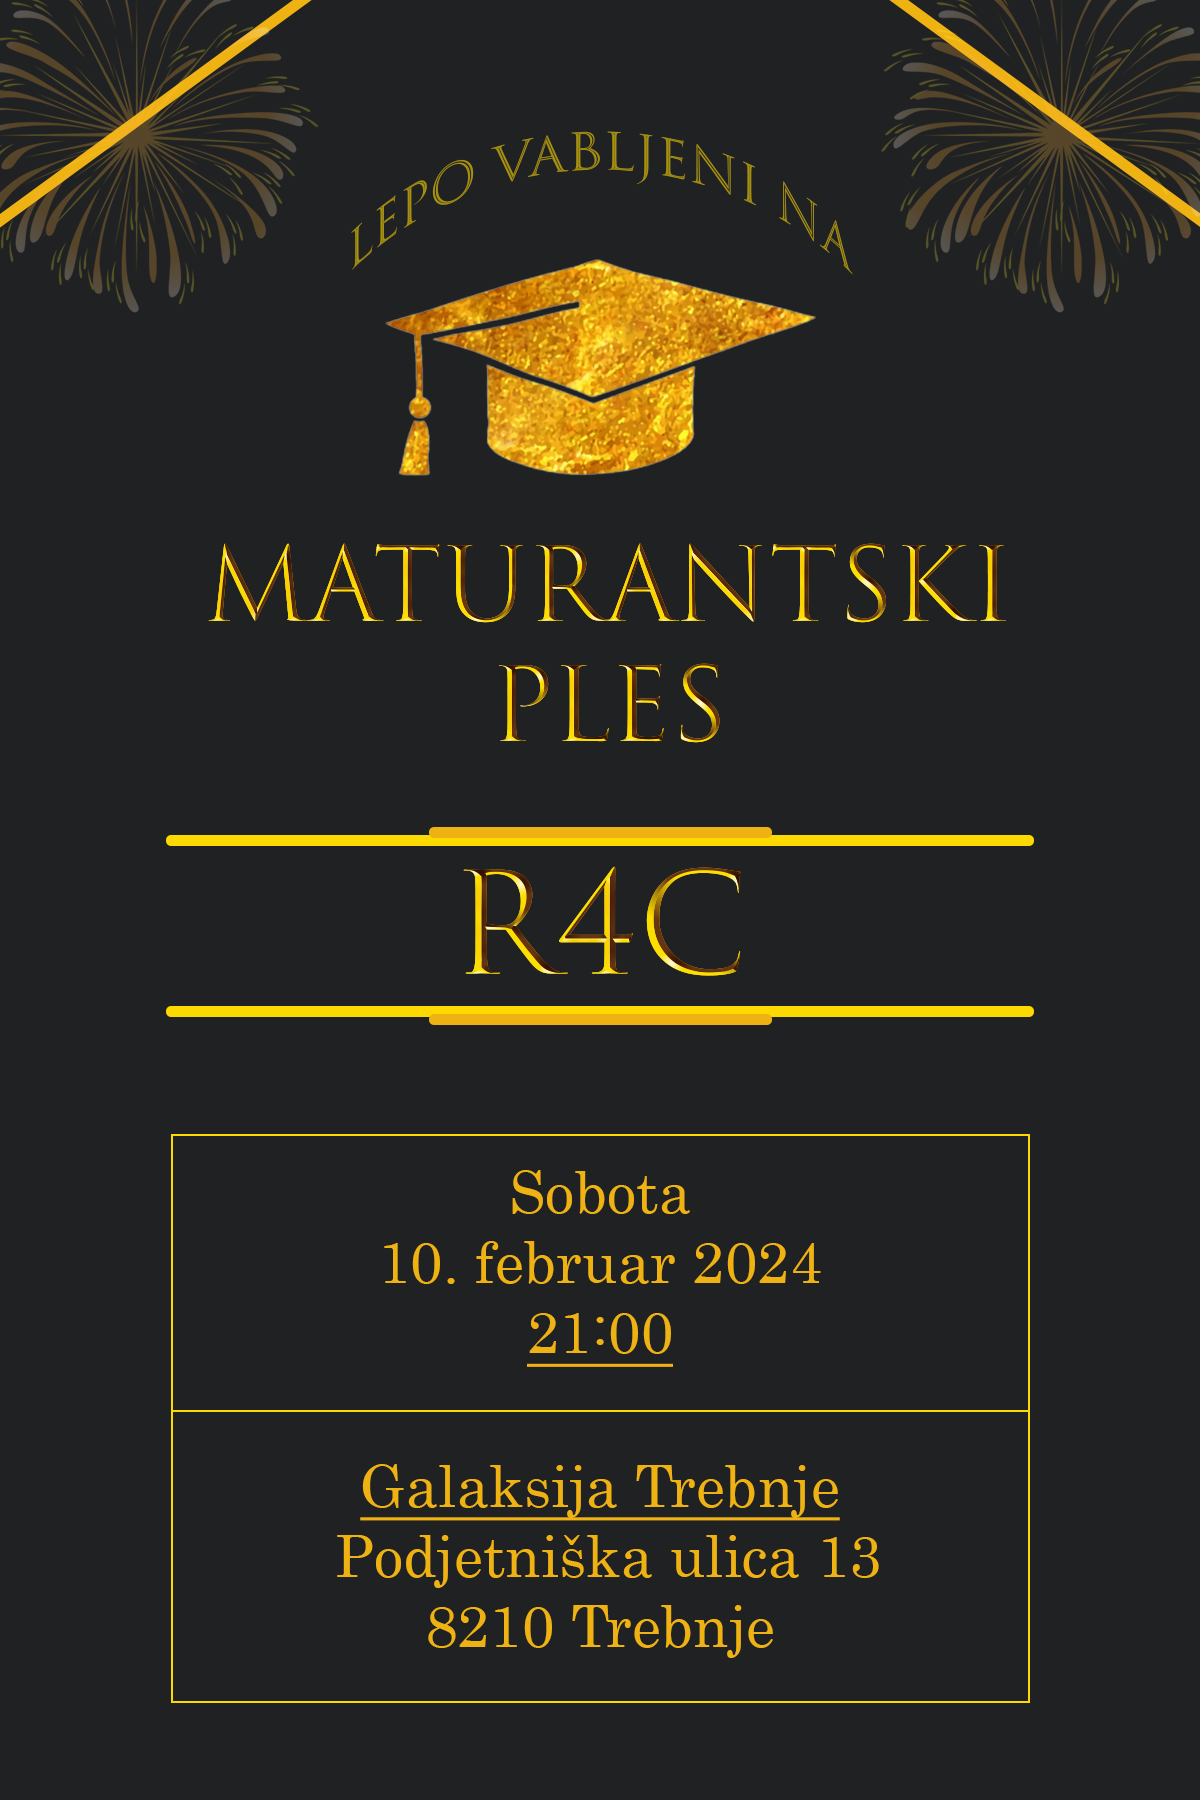 LEPO VABLJENI NA
MATURANTSKI
PLES
R4C
Sobota
10. februar 2024
21:00
Galaksija Trebnje
Podjetniška ulica 13
8210 Trebnje